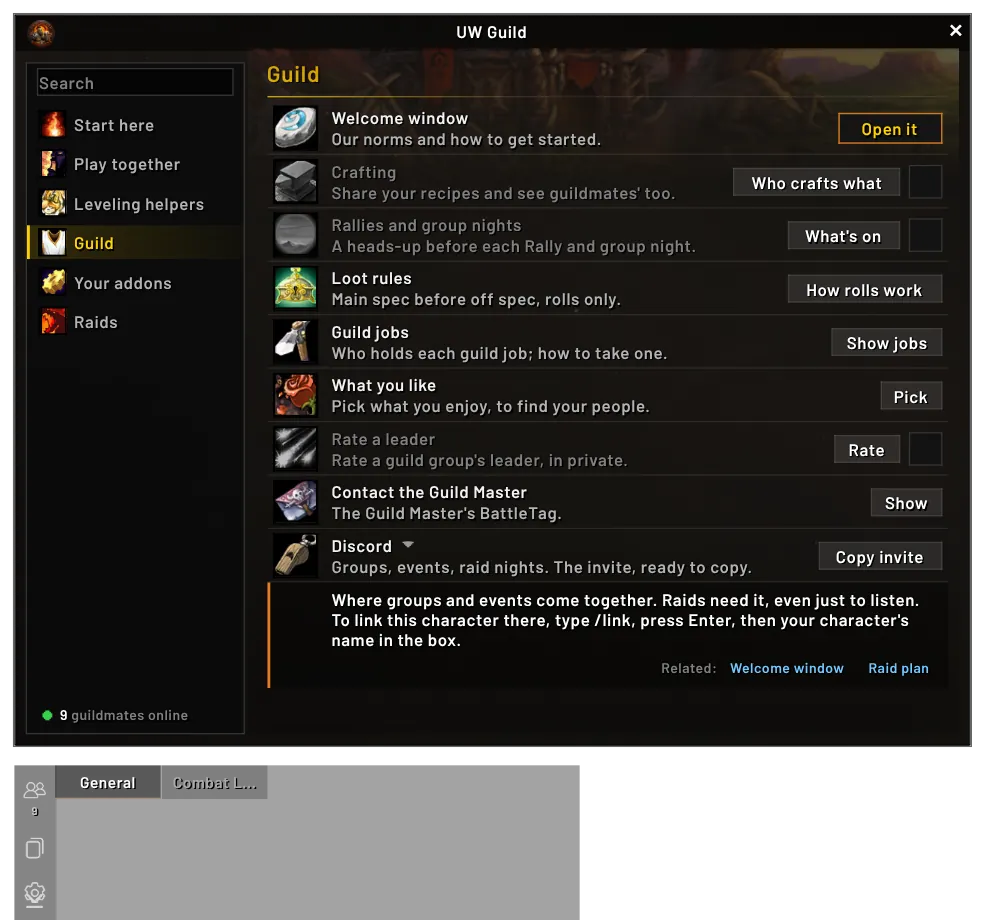 UW Guild
Search
Start here
Play together
Leveling helpers
Guild
Your addons
Raids
9 guildmates online
Guild
Welcome window
Our norms and how to get started.
Open it
Crafting
Share your recipes and see guildmates' too.
Who crafts what
Rallies and group nights
A heads-up before each Rally and group night.
What's on
Loot rules
Main spec before off spec, rolls only.
How rolls work
Guild jobs
Who holds each guild job; how to take one.
Show jobs
What you like
Pick what you enjoy, to find your people.
Pick
Rate a leader
Rate a guild group's leader, in private.
Rate
Contact the Guild Master
The Guild Master's BattleTag.
Show
Discord
Groups, events, raid nights. The invite, ready to copy.
Copy invite
Where groups and events come together. Raids need it, even just to listen.
To link this character there, type /link, press Enter, then your character's
name in the box.
Related: Welcome window Raid plan
General
Combat L...
9